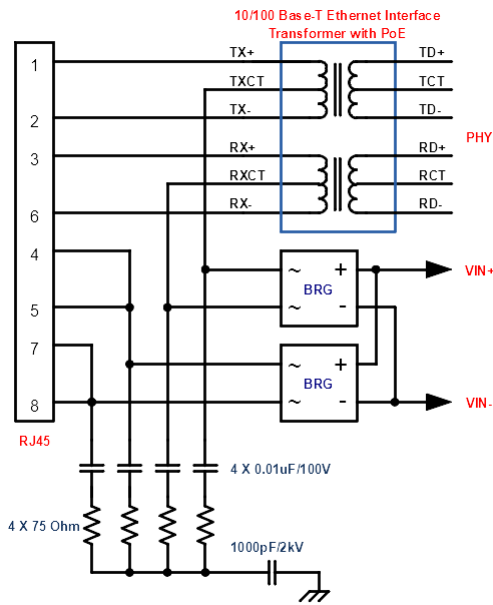 10/100 Base-T Ethernet Interface
Transformer with PoE
1
TX+
TD+
TXCT
TCT
2
TX-
TD-
PHY
3
RX+
RD+
RXCT
RCT
6
RX-
RD-
4
~
+
VIN+
BRG
5
~
-
7
~
+
BRG
8
~
-
VIN-
RJ45
4 X 0.01uF/100V
4 X 75 Ohm
1000pF/2kV